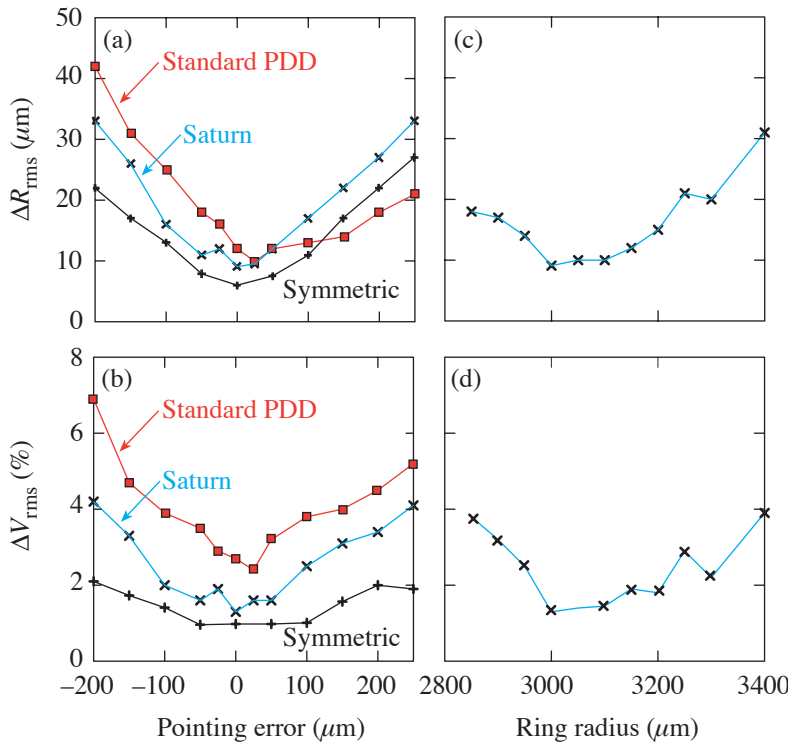 (a)
Standard PDD
Saturn
Symmetric
ΔR_rms (μm)
50
40
30
20
10
0
(c)
(b)
Standard PDD
Saturn
Symmetric
ΔV_rms (%)
8
6
4
2
0
−200 −100 0 100 200
Pointing error (μm)
(d)
2800 3000 3200 3400
Ring radius (μm)